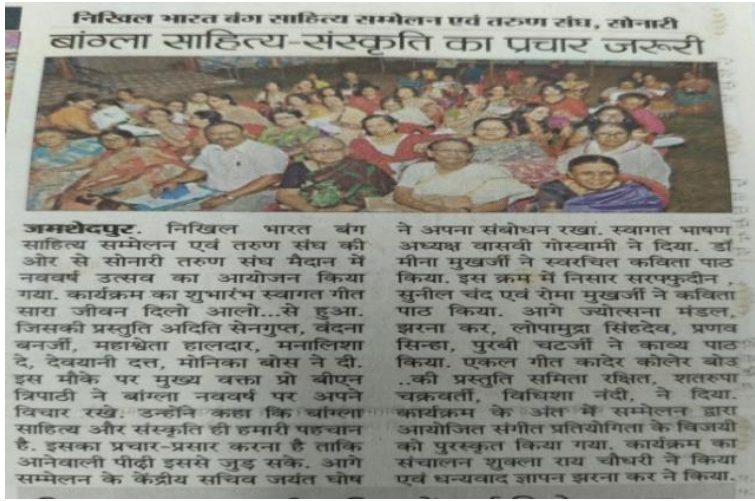 निखिल भारत बंग साहित्य सम्मेलन एवं तरुण संघ, सोनारी
बांग्ला साहित्य-संस्कृति का प्रचार जरूरी
जमशेदपुर. निखिल भारत बंग
साहित्य सम्मेलन एवं तरुण संघ की
ओर से सोनारी तरुण संघ मैदान में
नववर्ष उत्सव का आयोजन किया
गया. कार्यक्रम का शुभारंभ स्वागत गीत
सारा जीवन दिलो आलो...से हुआ.
जिसकी प्रस्तुति अदिति सेनगुप्त, वंदना
बनर्जी, महाश्वेता हालदार, मनालिशा
दे, देवयानी दत्त, मोनिका बोस ने दी.
इस मौके पर मुख्य वक्ता प्रो बीएन
त्रिपाठी ने बांग्ला नववर्ष पर अपने
विचार रखे. उन्होंने कहा कि बांग्ला
साहित्य और संस्कृति ही हमारी पहचान
है. इसका प्रचार-प्रसार करना है ताकि
आनेवाली पीढ़ी इससे जुड़ सके. आगे
सम्मेलन के केंद्रीय सचिव जयंत घोष
ने अपना संबोधन रखा. स्वागत भाषण
अध्यक्ष वासवी गोस्वामी ने दिया. डॉ
मीना मुखर्जी ने स्वरचित कविता पाठ
किया. इस क्रम में निसार सरफ्फुदीन,
सुनील चंद एवं रोमा मुखर्जी ने कविता
पाठ किया. आगे ज्योत्सना मंडल,
झरना कर, लोपामुद्रा सिंहदेव, प्रणव
सिन्हा, पुरबी चटर्जी ने काव्य पाठ
किया. एकल गीत कादेर कोलेर बोउ
..की प्रस्तुति समिता रक्षित, शतरुपा
चक्रवर्ती, विधिशा नंदी, ने दिया.
कार्यक्रम के अंत में सम्मेलन द्वारा
आयोजित संगीत प्रतियोगिता के विजयी
को पुरस्कृत किया गया. कार्यक्रम का
संचालन शुक्ला राय चौधरी ने किया
एवं धन्यवाद ज्ञापन झरना कर ने किया.